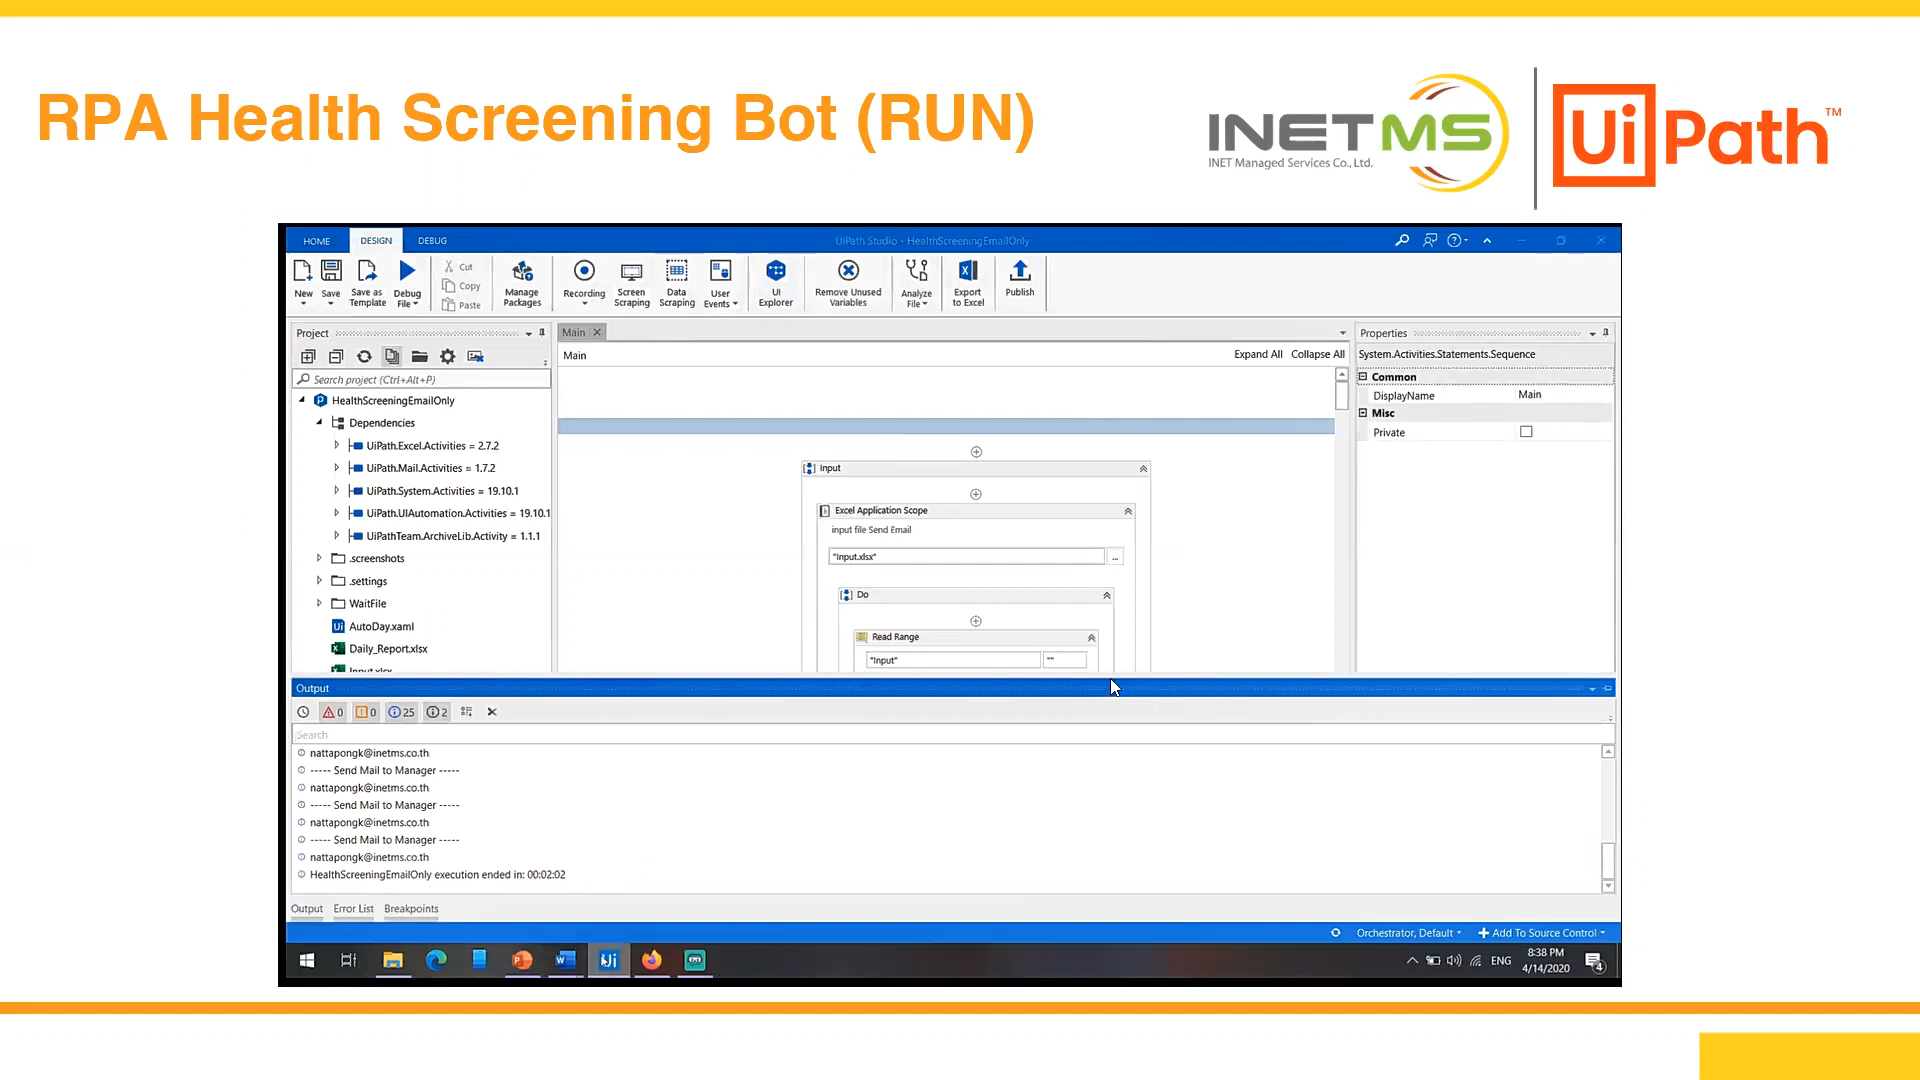 RPA Health Screening Bot (RUN)
INETMS
INET Managed Services Co., Ltd.
UiPath™
HOME DESIGN DEBUG
UiPath Studio - HealthScreeningEmailOnly
New
Save
Save as Template
Debug File
Cut
Copy
Paste
Manage Packages
Recording
Screen Scraping
Data Scraping
User Events
UI Explorer
Remove Unused Variables
Analyze File
Export to Excel
Publish
Project
Search project (Ctrl+Alt+P)
HealthScreeningEmailOnly
Dependencies
UiPath.Excel.Activities = 2.7.2
UiPath.Mail.Activities = 1.7.2
UiPath.System.Activities = 19.10.1
UiPath.UIAutomation.Activities = 19.10.1
UiPathTeam.ArchiveLib.Activity = 1.1.1
.screenshots
.settings
WaitFile
AutoDay.xaml
Daily_Report.xlsx
Input.xlsx
Main
Main
Expand All Collapse All
Input
Excel Application Scope
input file Send Email
"Input.xlsx"
...
Do
Read Range
"Input" ""
Properties
System.Activities.Statements.Sequence
Common
DisplayName Main
Misc
Private
Output
0 0 25 2
Search
nattapongk@inetms.co.th
----- Send Mail to Manager -----
nattapongk@inetms.co.th
----- Send Mail to Manager -----
nattapongk@inetms.co.th
----- Send Mail to Manager -----
nattapongk@inetms.co.th
HealthScreeningEmailOnly execution ended in: 00:02:02
Output Error List Breakpoints
Orchestrator, Default Add To Source Control
ENG
8:38 PM
4/14/2020
4